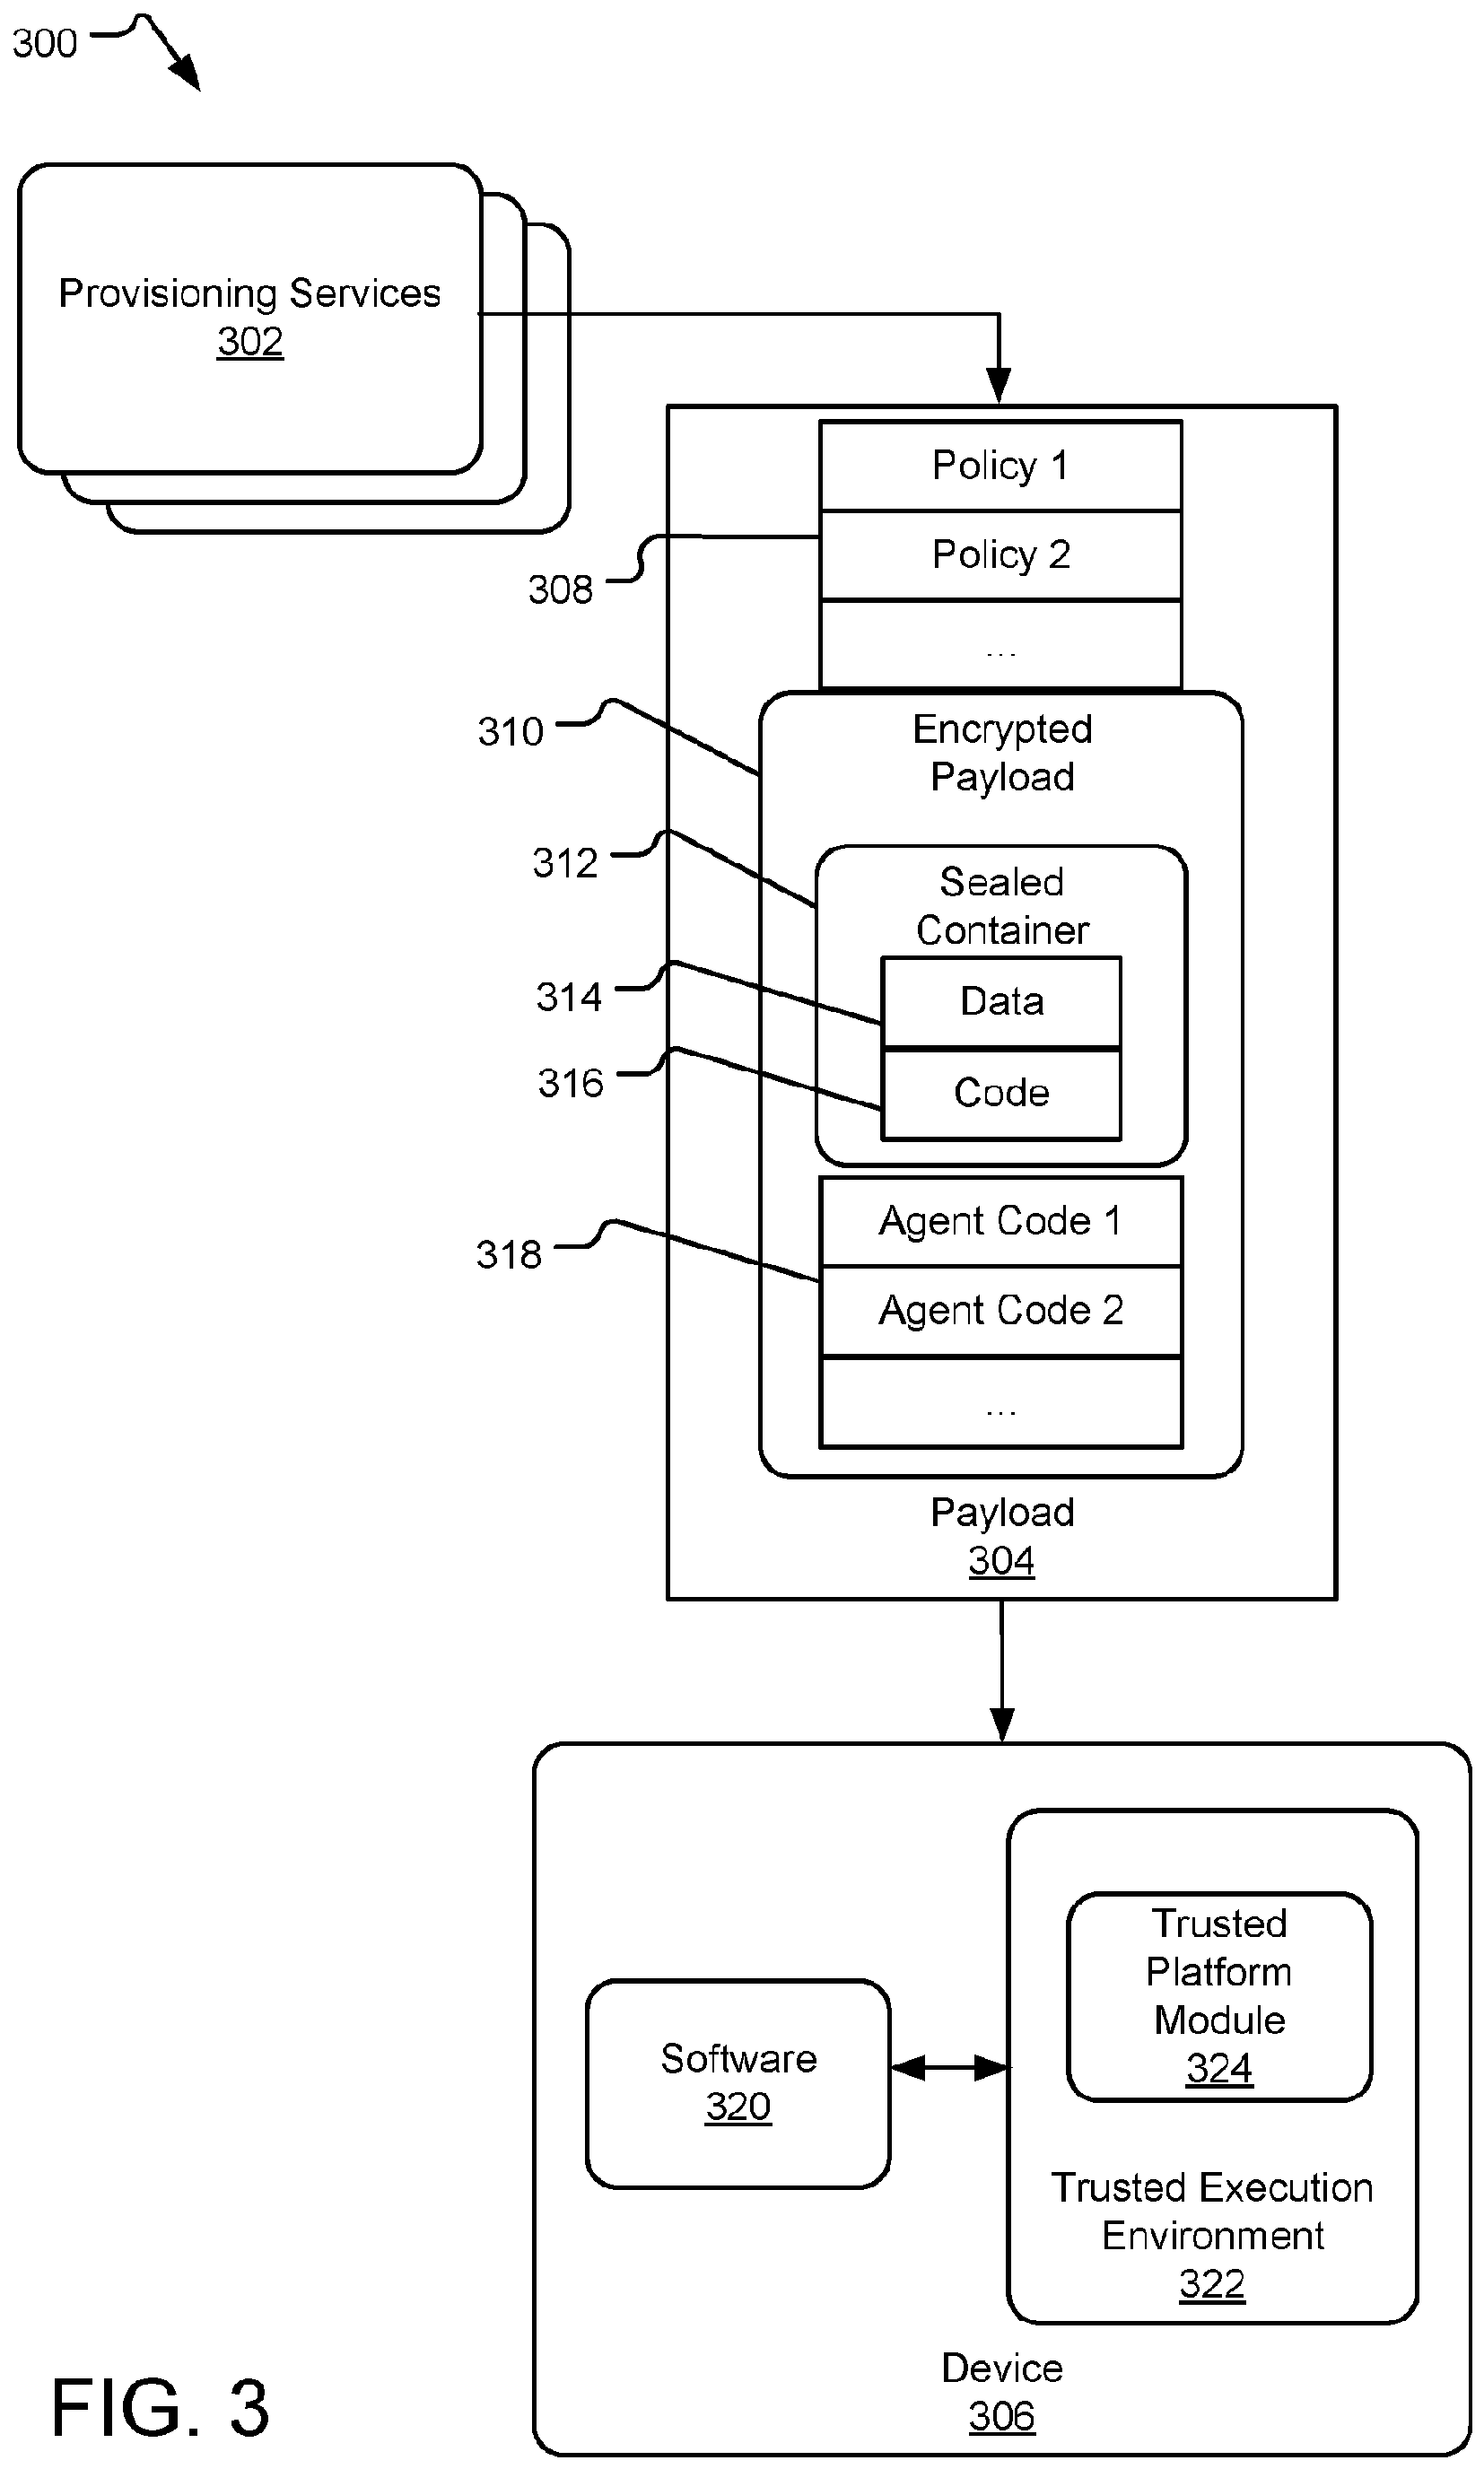 300
Provisioning Services
302
Policy 1
Policy 2
308
...
310
Encrypted
Payload
312
Sealed
Container
314
Data
316
Code
318
Agent Code 1
Agent Code 2
...
Payload
304
Trusted
Platform
Module
324
Software
320
Trusted Execution
Environment
322
Device
306
FIG. 3